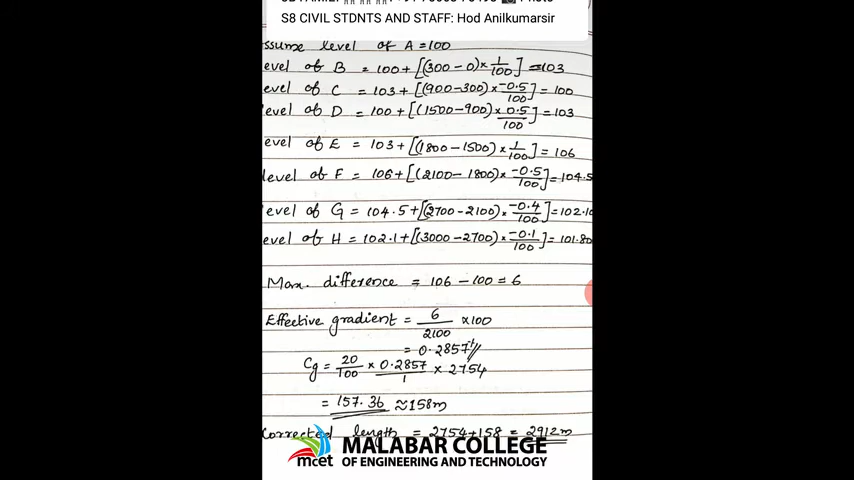 S8 CIVIL STDNTS AND STAFF: Hod Anilkumarsir
ssume level of A = 100
evel of B = 100 + [(300 - 0) × 1/100] = 103
evel of C = 103 + [(900 - 300) × -0.5/100] = 100
level of D = 100 + [(1500 - 900) × 0.5/100] = 103
evel of E = 103 + [(1800 - 1500) × 1/100] = 106
level of F = 106 + [(2100 - 1800) × -0.5/100] = 104.5
evel of G = 104.5 + [(2700 - 2100) × -0.4/100] = 102.10
evel of H = 102.1 + [(3000 - 2700) × -0.1/100] = 101.80
Max. difference = 106 - 100 = 6
Effective gradient = 6/2100 × 100
= 0.2857%
Cg = 20/100 × 0.2857/1 × 2754
= 157.36 ≈ 158m
Corrected length = 2754 + 158 = 2912m
mcet
MALABAR COLLEGE
OF ENGINEERING AND TECHNOLOGY